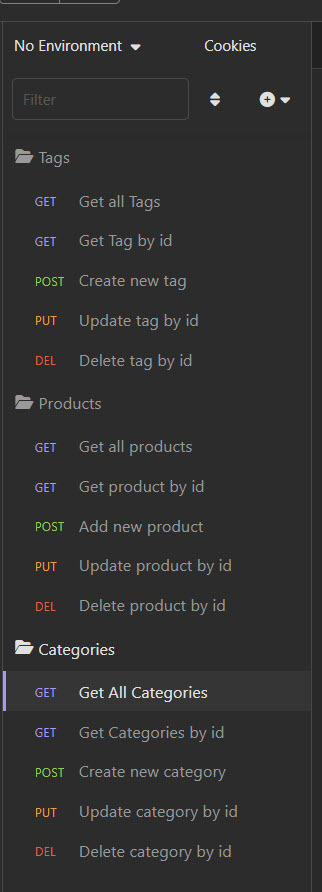 No Environment Cookies
Filter
Tags
GET Get all Tags
GET Get Tag by id
POST Create new tag
PUT Update tag by id
DEL Delete tag by id
Products
GET Get all products
GET Get product by id
POST Add new product
PUT Update product by id
DEL Delete product by id
Categories
GET Get All Categories
GET Get Categories by id
POST Create new category
PUT Update category by id
DEL Delete category by id